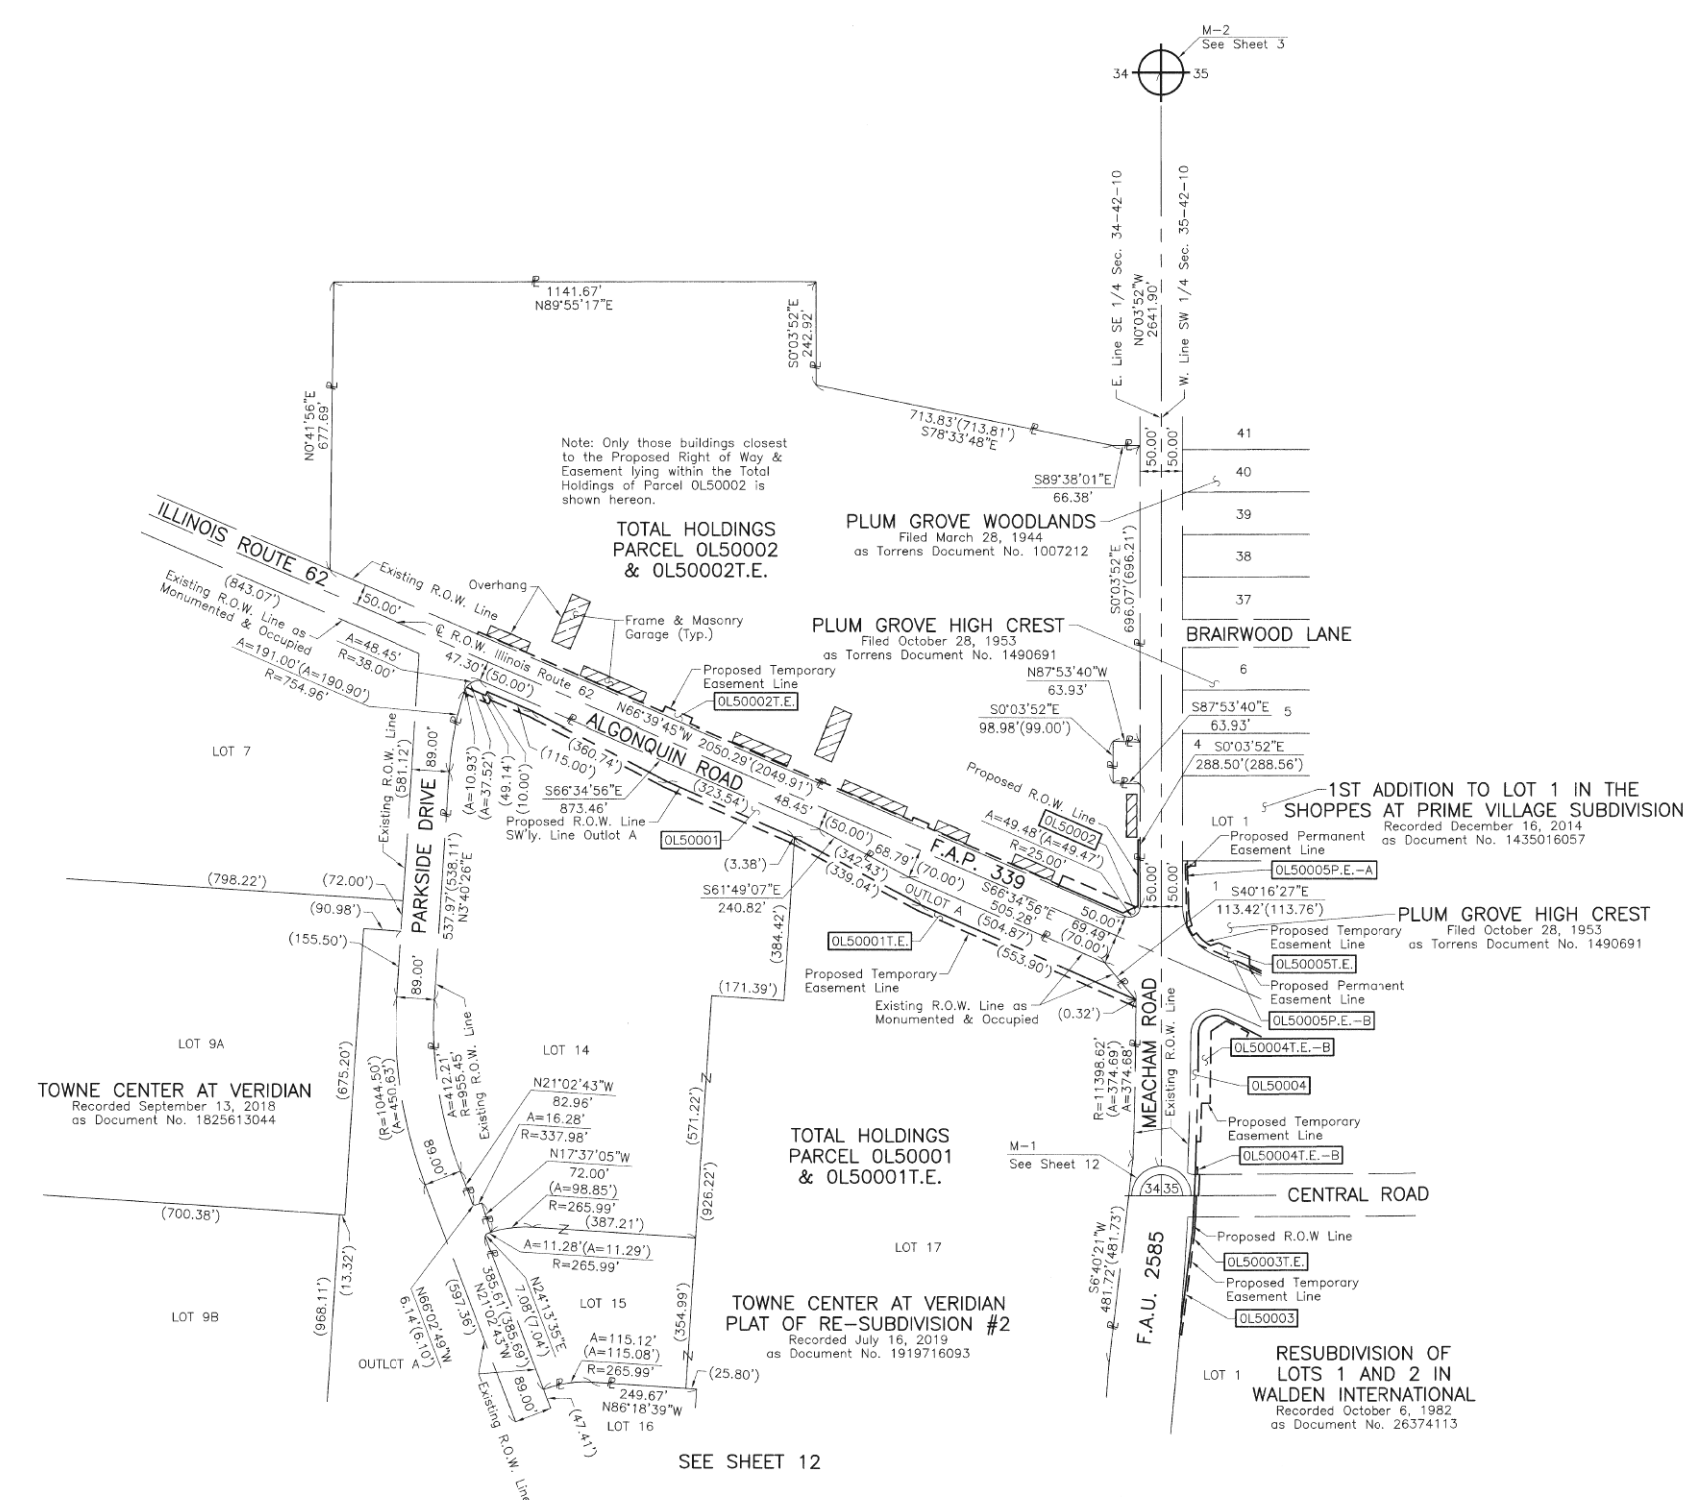 M-2
See Sheet 3
34
35
E. Line SE 1/4 Sec. 34-42-10
N0°03'52"W
2641.90'
W. Line SW 1/4 Sec. 35-42-10
1141.67'
N89°55'17"E
S0°03'52"E
242.92'
N0°41'56"E
677.69'
713.83'(713.81')
S78°33'48"E
50.00'
50.00'
41
40
39
38
37
S89°38'01"E
66.38'
Note: Only those buildings closest
to the Proposed Right of Way &
Easement lying within the Total
Holdings of Parcel 0L50002 is
shown hereon.
TOTAL HOLDINGS
PARCEL 0L50002
& 0L50002T.E.
PLUM GROVE WOODLANDS
Filed March 28, 1944
as Torrens Document No. 1007212
S0°03'52"E
696.07'(696.21')
ILLINOIS ROUTE 62
Existing R.O.W. Line
(843.07')
Existing R.O.W. Line as
Monumented & Occupied
50.00'
Overhang
Frame & Masonry
Garage (Typ.)
℄ R.O.W. Illinois Route 62
PLUM GROVE HIGH CREST
Filed October 28, 1953
as Torrens Document No. 1490691
BRAIRWOOD LANE
6
5
4
A=48.45'
R=38.00'
A=191.00'(A=190.90')
R=754.96'
47.30'(50.00')
Proposed Temporary
Easement Line
0L50002T.E.
N87°53'40"W
63.93'
S0°03'52"E
98.98'(99.00')
S87°53'40"E
63.93'
S0°03'52"E
288.50'(288.56')
N66°39'45"W 2050.29'(2049.91')
ALGONQUIN ROAD
LOT 7
Existing R.O.W. Line
(581.12')
89.00'
PARKSIDE DRIVE
537.97'(538.11')
N3°40'26"E
(A=10.93')
(A=37.52')
(49.14')
(10.00')
(115.00')
(360.74')
S66°34'56"E
873.46'
(323.54')
Proposed R.O.W. Line
SW'ly. Line Outlot A
0L50001
48.45'
(50.00')
Proposed R.O.W. Line
0L50002
A=49.48'(A=49.47')
R=25.00'
1ST ADDITION TO LOT 1 IN THE
SHOPPES AT PRIME VILLAGE SUBDIVISION
Recorded December 16, 2014
as Document No. 1435016057
LOT 1
Proposed Permanent
Easement Line
0L50005P.E.-A
F.A.P. 339
(3.38')
(342.43')
(339.04')
68.79'
(70.00')
OUTLOT A
S66°34'56"E
505.28'
(504.87')
50.00'
69.49'
(70.00')
(553.90')
50.00'
50.00'
1
S40°16'27"E
113.42'(113.76')
PLUM GROVE HIGH CREST
Filed October 28, 1953
as Torrens Document No. 1490691
(798.22')
(72.00')
(90.98')
(155.50')
S61°49'07"E
240.82'
(384.42')
0L50001T.E.
Proposed Temporary
Easement Line
Existing R.O.W. Line as
Monumented & Occupied
(0.32')
Proposed Temporary
Easement Line
0L50005T.E.
Proposed Permanent
Easement Line
0L50005P.E.-B
89.00'
(171.39')
Existing R.O.W. Line
LOT 9A
TOWNE CENTER AT VERIDIAN
Recorded September 13, 2018
as Document No. 1825613044
(675.20')
(R=1044.50')
(A=450.63')
A=412.21'
R=955.45'
LOT 14
N21°02'43"W
82.96'
A=16.28'
R=337.98'
N17°37'05"W
72.00'
(A=98.85')
R=265.99'
(387.21')
(571.22')
(926.22')
R=11398.62'
(A=374.69')
A=374.68'
MEACHAM ROAD
Existing R.O.W. Line
0L50004T.E.-B
0L50004
Proposed Temporary
Easement Line
0L50004T.E.-B
M-1
See Sheet 12
34
35
CENTRAL ROAD
TOTAL HOLDINGS
PARCEL 0L50001
& 0L50001T.E.
89.00'
(700.38')
(13.32')
(968.11')
A=11.28'(A=11.29')
R=265.99'
LOT 17
S6°40'21"W
481.72'(481.73')
F.A.U. 2585
Proposed R.O.W Line
0L50003T.E.
Proposed Temporary
Easement Line
0L50003
LOT 9B
N66°02'49"W
6.14'(6.10')
(597.36')
385.61'(385.69')
N21°02'43"W
N24°13'35"E
7.08'(7.04')
LOT 15
(354.99')
TOWNE CENTER AT VERIDIAN
PLAT OF RE-SUBDIVISION #2
Recorded July 16, 2019
as Document No. 1919716093
OUTLOT A
A=115.12'
(A=115.08')
R=265.99'
(25.80')
249.67'
N86°18'39"W
LOT 16
Existing R.O.W. Line
89.00'
(47.41')
LOT 1
RESUBDIVISION OF
LOTS 1 AND 2 IN
WALDEN INTERNATIONAL
Recorded October 6, 1982
as Document No. 26374113
SEE SHEET 12